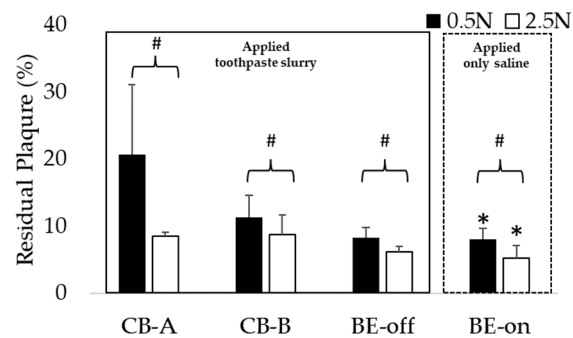 40
0.5N 2.5N
Applied
toothpaste slurry
Applied
only saline
#
30
#
#
#
20
10
* *
0
Residual Plaqure (%)
CB-A CB-B BE-off BE-on